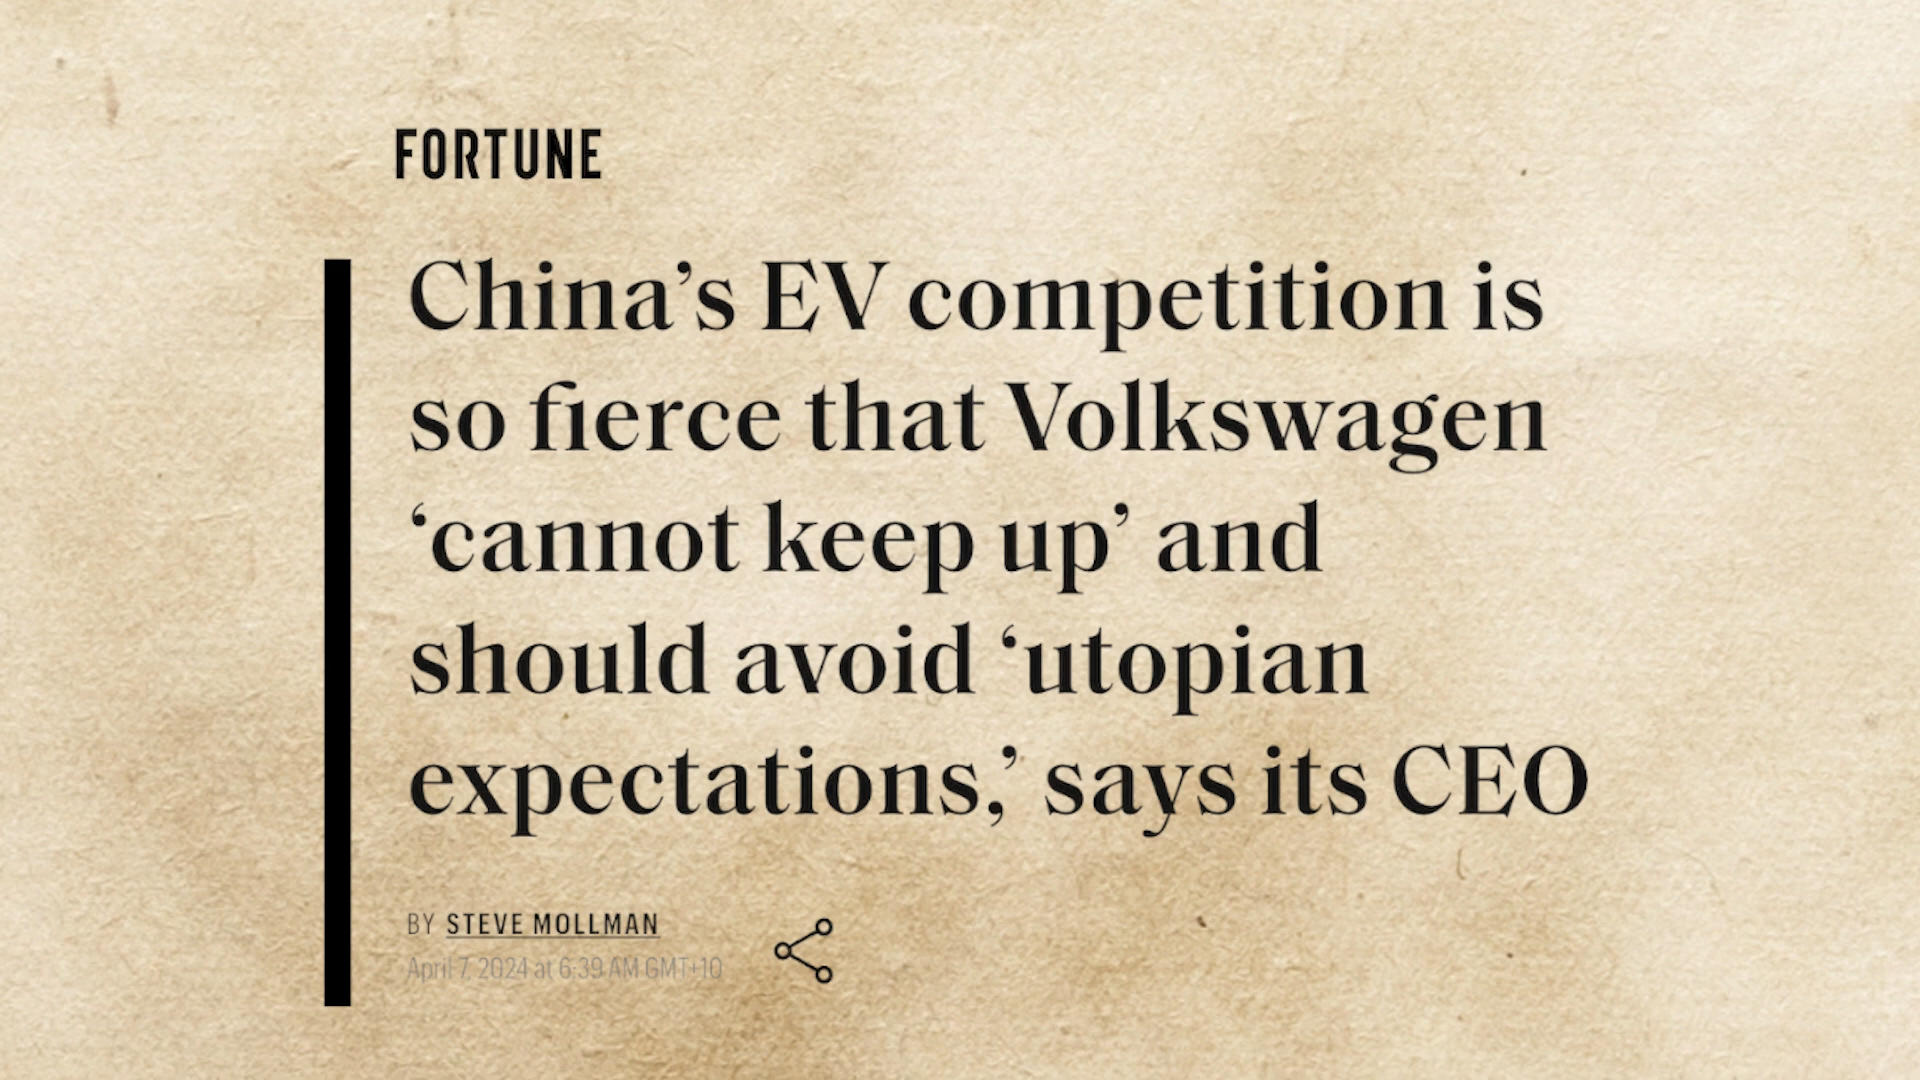 FORTUNE
China’s EV competition is
so fierce that Volkswagen
‘cannot keep up’ and
should avoid ‘utopian
expectations,’ says its CEO
BY STEVE MOLLMAN
April 7, 2024 at 6:39 AM GMT+10